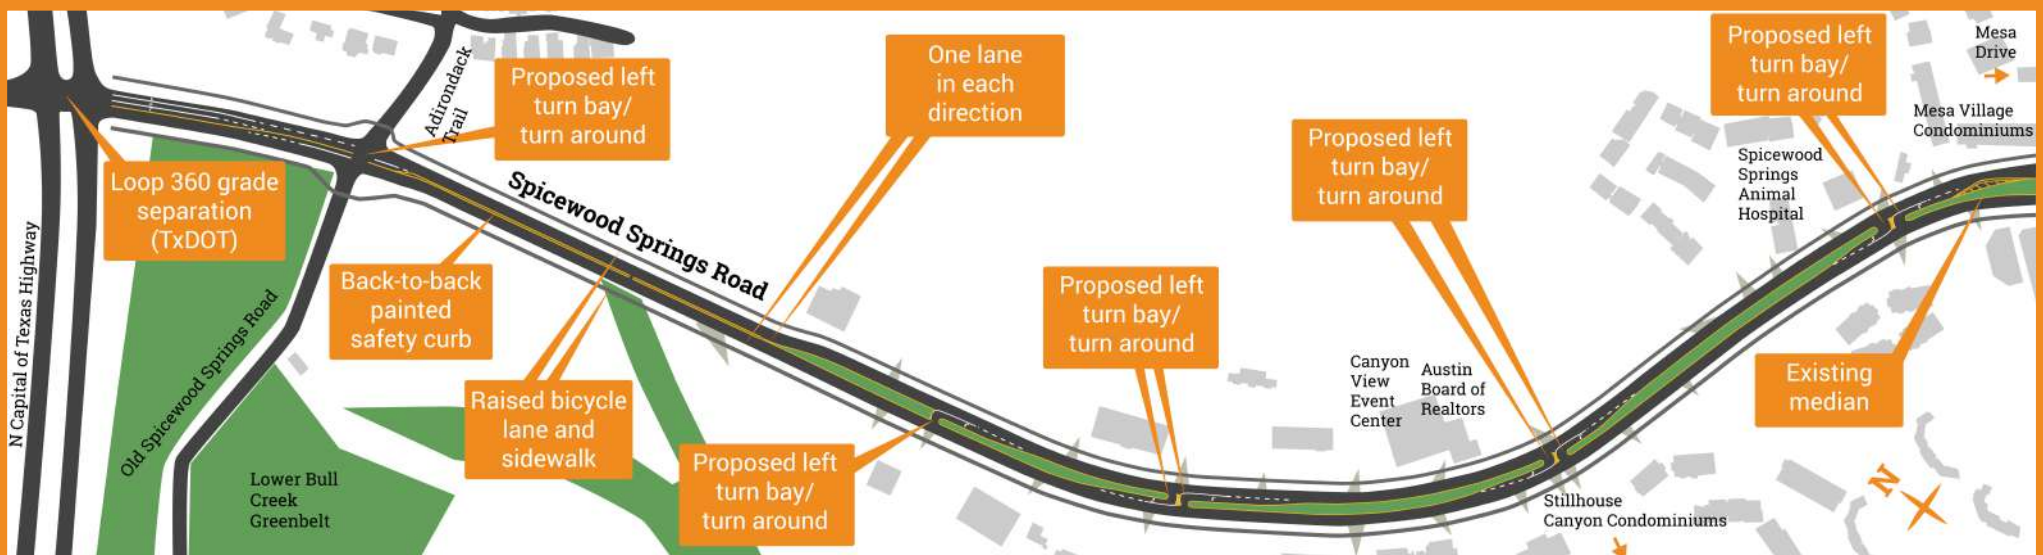 N Capital of Texas Highway
Loop 360 grade
separation
(TxDOT)
Old Spicewood Springs Road
Lower Bull
Creek
Greenbelt
Adirondack
Trail
Proposed left
turn bay/
turn around
Back-to-back
painted
safety curb
Spicewood Springs Road
Raised bicycle
lane and
sidewalk
One lane
in each
direction
Proposed left
turn bay/
turn around
Proposed left
turn bay/
turn around
Canyon
View
Event
Center
Austin
Board of
Realtors
Proposed left
turn bay/
turn around
Stillhouse
Canyon Condominiums
Spicewood
Springs
Animal
Hospital
Proposed left
turn bay/
turn around
Mesa
Drive
Mesa Village
Condominiums
Existing
median
N